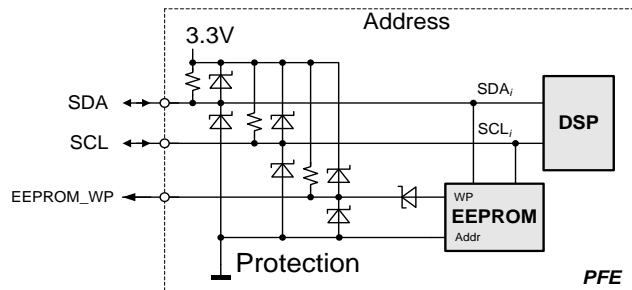 Address
3.3V
SDA
SDAi
DSP
SCL
SCLi
EEPROM_WP
WP
EEPROM
Addr
Protection
PFE